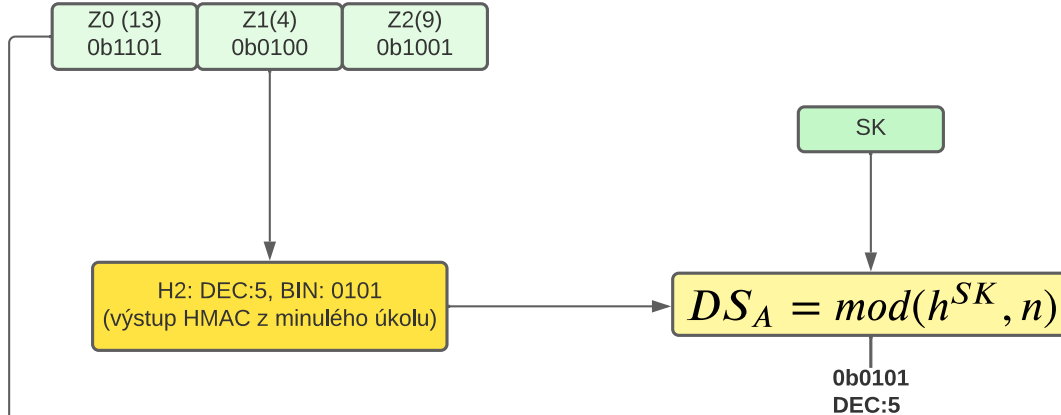 Z0 (13)
0b1101
Z1(4)
0b0100
Z2(9)
0b1001
SK
H2: DEC:5, BIN: 0101
(výstup HMAC z minulého úkolu)
DS_A = mod(h^{SK}, n)
0b0101
DEC:5